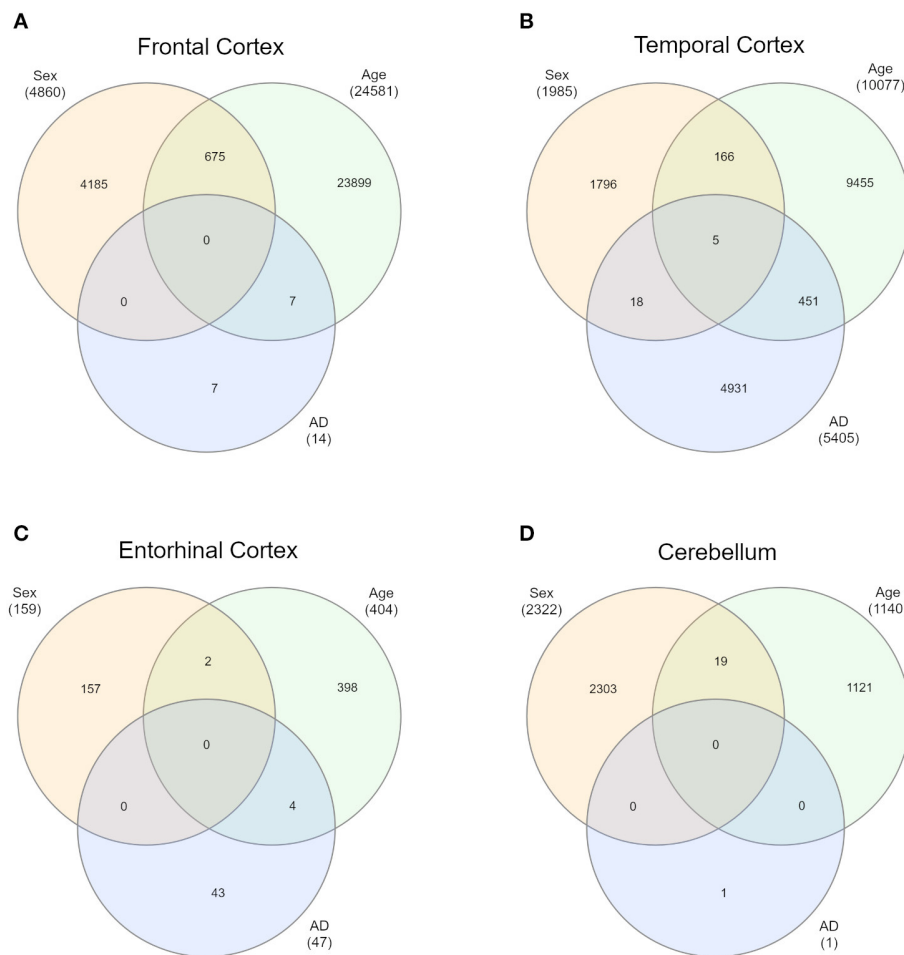 A
Frontal Cortex
Sex
(4860)
Age
(24581)
675
4185
23899
0
0
7
7
AD
(14)
B
Temporal Cortex
Sex
(1985)
Age
(10077)
166
1796
9455
5
18
451
4931
AD
(5405)
C
Entorhinal Cortex
Sex
(159)
Age
(404)
2
157
398
0
0
4
43
AD
(47)
D
Cerebellum
Sex
(2322)
Age
(1140
19
2303
1121
0
0
0
1
AD
(1)